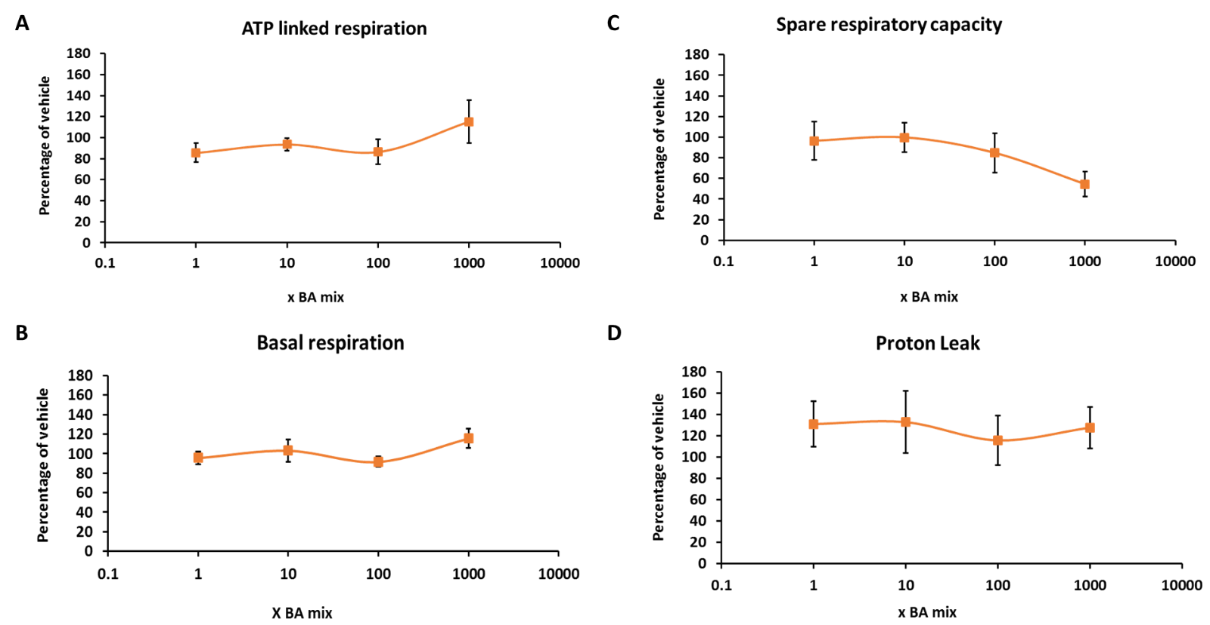 A
ATP linked respiration
Percentage of vehicle
180
160
140
120
100
80
60
40
20
0
0.1 1 10 100 1000 10000
x BA mix
C
Spare respiratory capacity
Percentage of vehicle
180
160
140
120
100
80
60
40
20
0
0.1 1 10 100 1000 10000
x BA mix
B
Basal respiration
Percentage of vehicle
180
160
140
120
100
80
60
40
20
0
0.1 1 10 100 1000 10000
X BA mix
D
Proton Leak
Percentage of vehicle
180
160
140
120
100
80
60
40
20
0
0.1 1 10 100 1000 10000
x BA mix